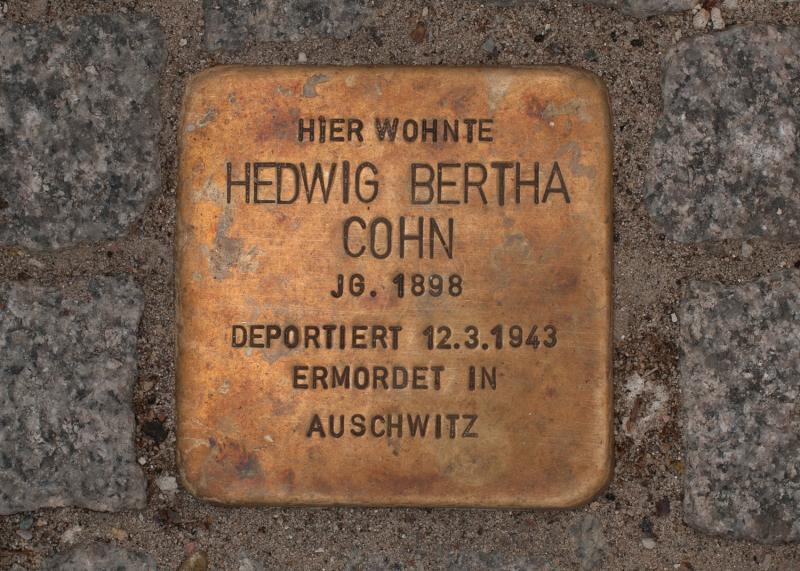 HIER WOHNTE
HEDWIG BERTHA
COHN
JG. 1898
DEPORTIERT 12.3.1943
ERMORDET IN
AUSCHWITZ